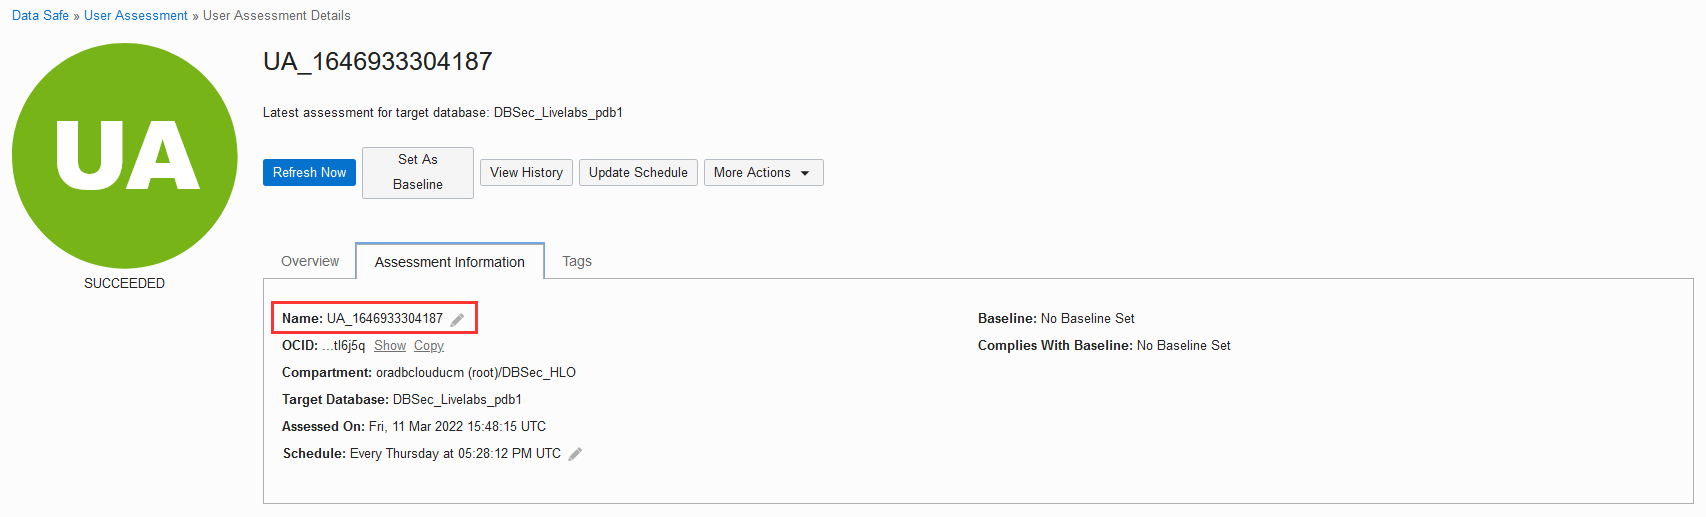 Data Safe » User Assessment » User Assessment Details
UA
SUCCEEDED
UA_1646933304187
Latest assessment for target database: DBSec_Livelabs_pdb1
Refresh Now
Set As
Baseline
View History
Update Schedule
More Actions
Overview
Assessment Information
Tags
Name: UA_1646933304187
OCID: ...tl6j5q Show Copy
Compartment: oradbclouducm (root)/DBSec_HLO
Target Database: DBSec_Livelabs_pdb1
Assessed On: Fri, 11 Mar 2022 15:48:15 UTC
Schedule: Every Thursday at 05:28:12 PM UTC
Baseline: No Baseline Set
Complies With Baseline: No Baseline Set